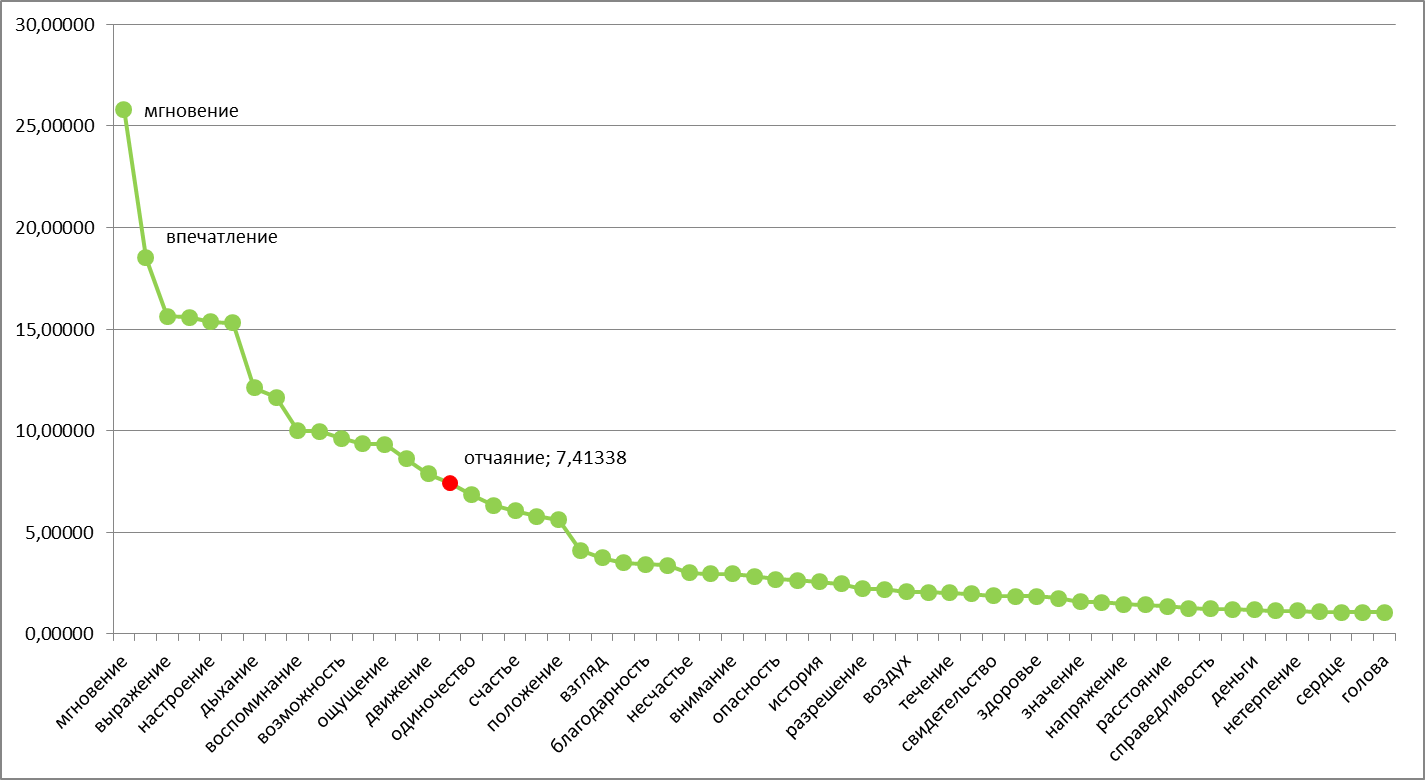 30,00000
25,00000
20,00000
15,00000
10,00000
5,00000
0,00000
мгновение
впечатление
отчаяние; 7,41338
мгновение
выражение
настроение
дыхание
воспоминание
возможность
ощущение
движение
одиночество
счастье
положение
взгляд
благодарность
несчастье
внимание
опасность
история
разрешение
воздух
течение
свидетельство
здоровье
значение
напряжение
расстояние
справедливость
деньги
нетерпение
сердце
голова